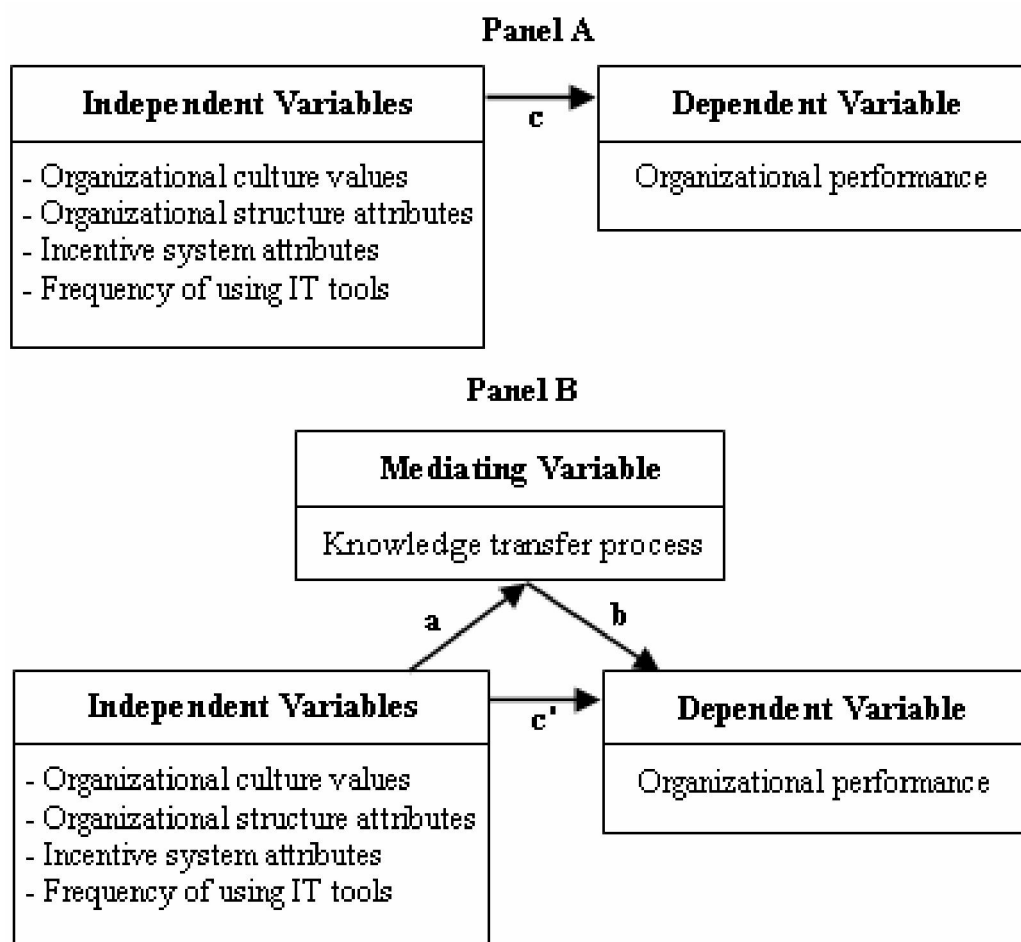 Panel A
Independent Variables
- Organizational culture values
- Organizational structure attributes
- Incentive system attributes
- Frequency of using IT tools
c
Dependent Variable
Organizational performance
Panel B
Mediating Variable
Knowledge transfer process
a
b
Independent Variables
- Organizational culture values
- Organizational structure attributes
- Incentive system attributes
- Frequency of using IT tools
c'
Dependent Variable
Organizational performance